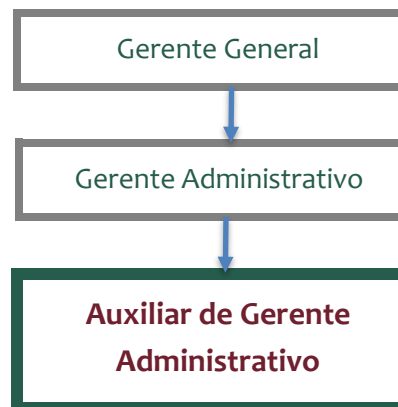 Gerente General
Gerente Administrativo
Auxiliar de Gerente
Administrativo